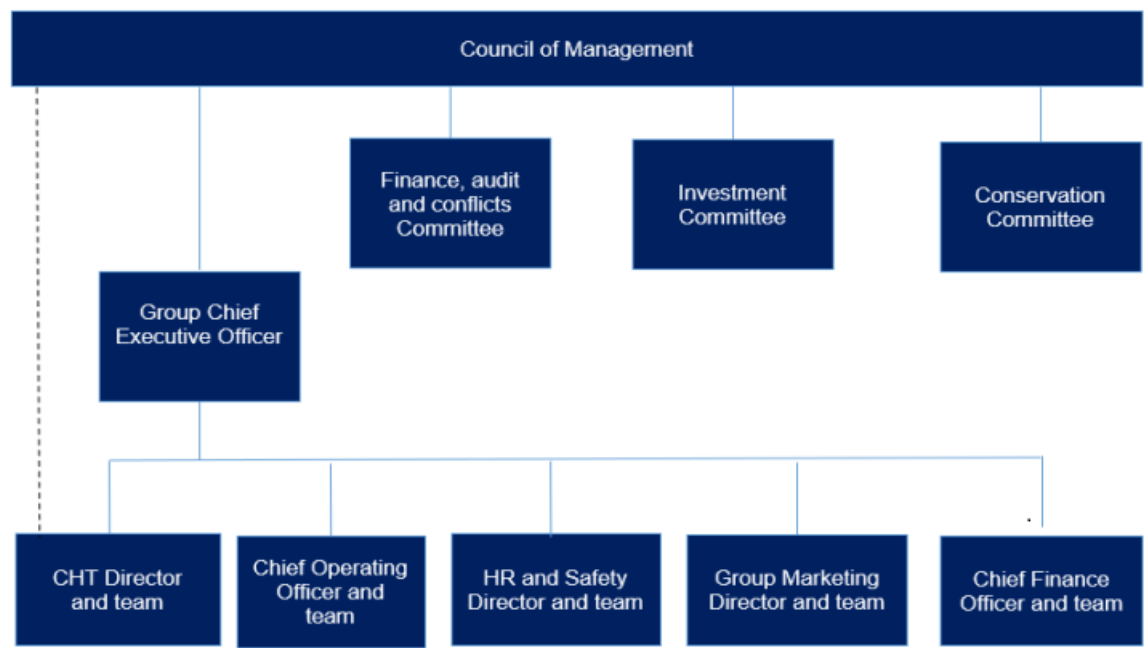 Council of Management
Finance, audit
and conflicts
Committee
Investment
Committee
Conservation
Committee
Group Chief
Executive Officer
CHT Director
and team
Chief Operating
Officer and
team
HR and Safety
Director and team
Group Marketing
Director and team
Chief Finance
Officer and team